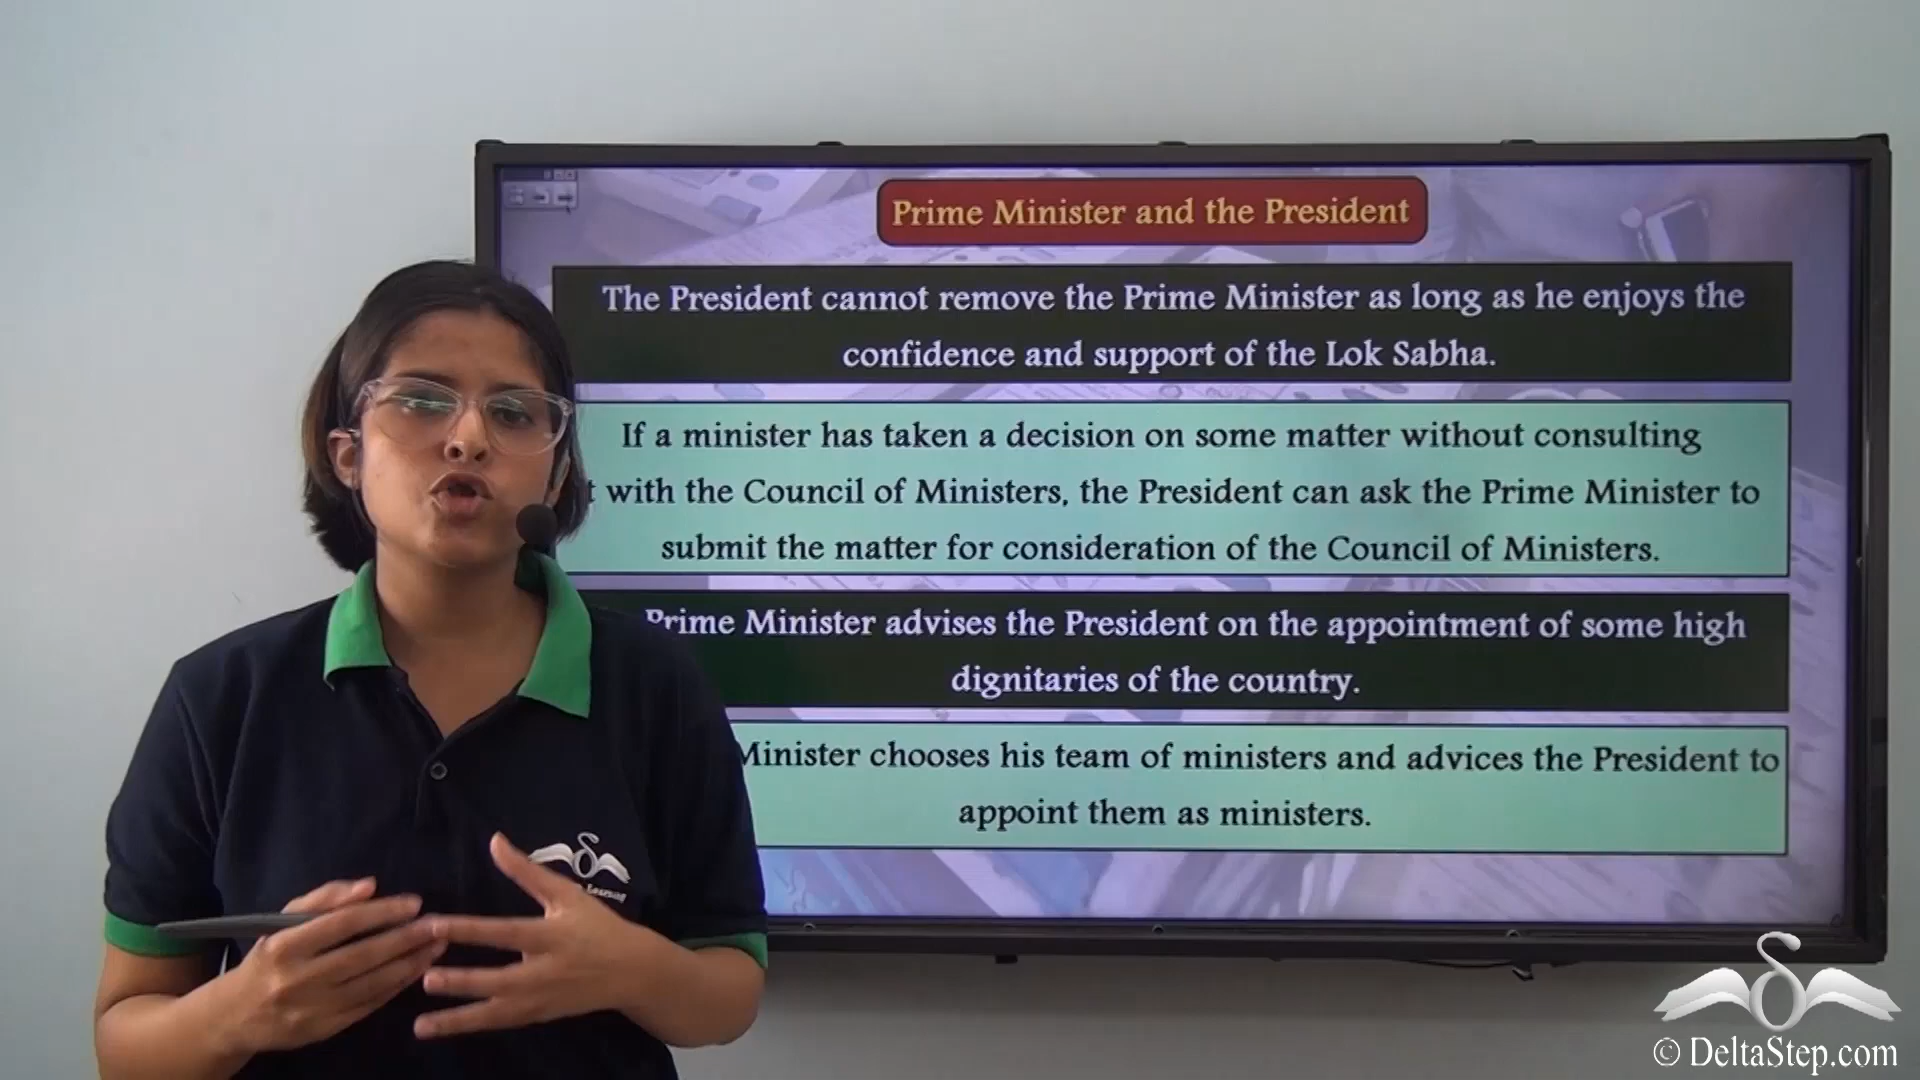 Prime Minister and the President
The President cannot remove the Prime Minister as long as he enjoys the
confidence and support of the Lok Sabha.
If a minister has taken a decision on some matter without consulting
with the Council of Ministers, the President can ask the Prime Minister to
submit the matter for consideration of the Council of Ministers.
Prime Minister advises the President on the appointment of some high
dignitaries of the country.
Minister chooses his team of ministers and advices the President to
appoint them as ministers.
© DeltaStep.com